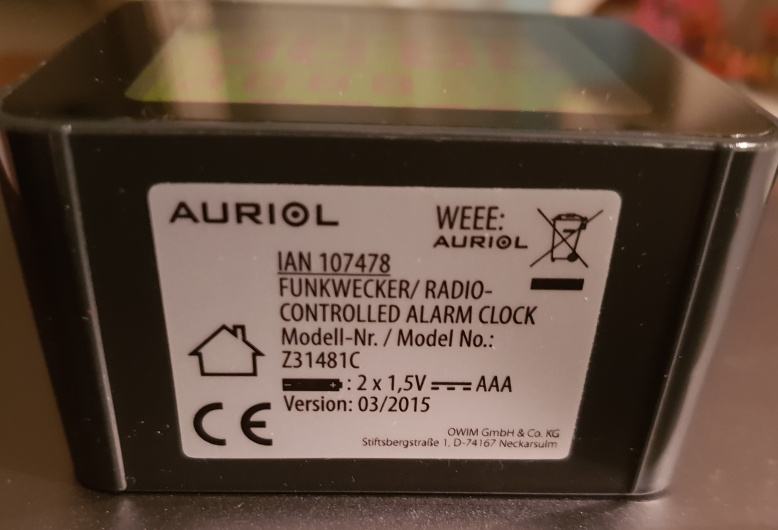 AURIOL
WEEE:
AURIOL
IAN 107478
FUNKWECKER/ RADIO-
CONTROLLED ALARM CLOCK
Modell-Nr. / Model No.:
Z31481C
- + : 2 x 1,5V AAA
Version: 03/2015
CE
OWIM GmbH & Co. KG
Stiftsbergstraße 1, D-74167 Neckarsulm